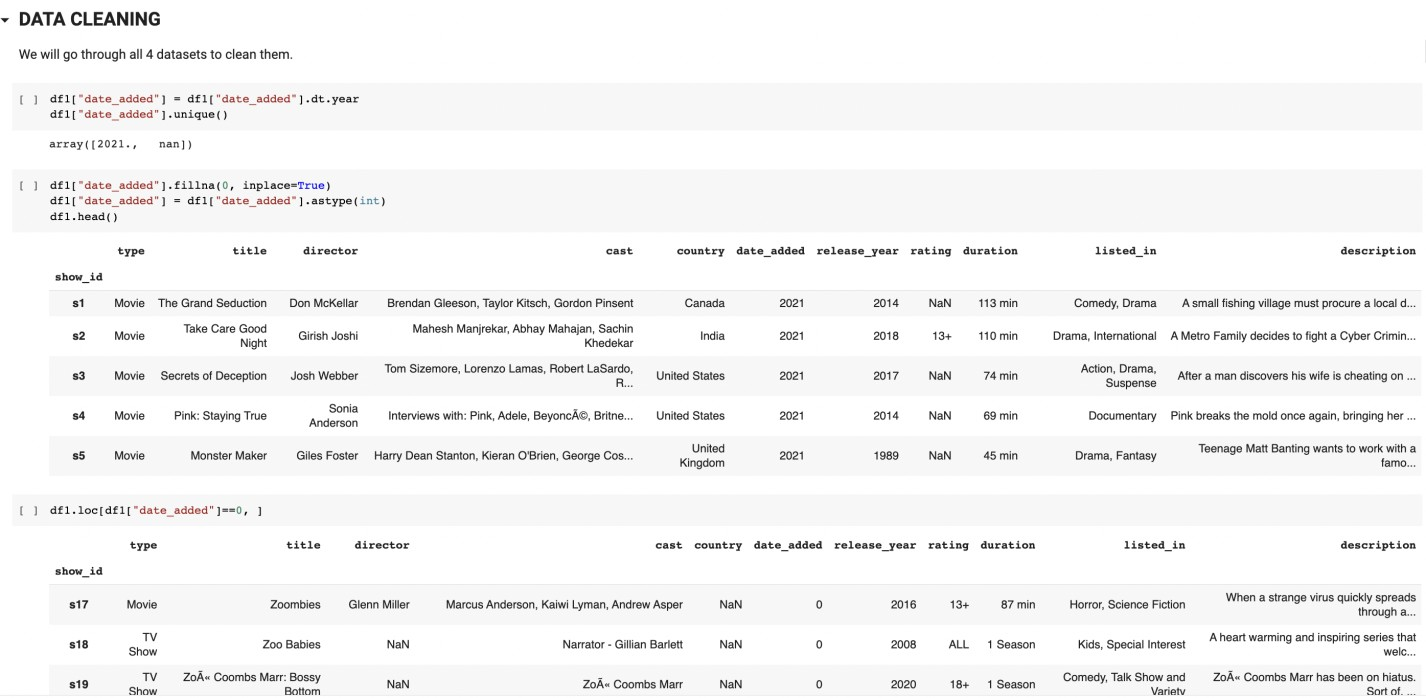 DATA CLEANING
We will go through all 4 datasets to clean them.
[ ] df1["date_added"] = df1["date_added"].dt.year
df1["date_added"].unique()
array([2021.,   nan])
[ ] df1["date_added"].fillna(0, inplace=True)
df1["date_added"] = df1["date_added"].astype(int)
df1.head()
type title director cast country date_added release_year rating duration listed_in description
show_id
s1 Movie The Grand Seduction Don McKellar Brendan Gleeson, Taylor Kitsch, Gordon Pinsent Canada 2021 2014 NaN 113 min Comedy, Drama A small fishing village must procure a local d...
Take Care Good Mahesh Manjrekar, Abhay Mahajan, Sachin
s2 Movie Girish Joshi India 2021 2018 13+ 110 min Drama, International A Metro Family decides to fight a Cyber Crimin...
Night Khedekar
Tom Sizemore, Lorenzo Lamas, Robert LaSardo, Action, Drama,
s3 Movie Secrets of Deception Josh Webber United States 2021 2017 NaN 74 min After a man discovers his wife is cheating on ...
R... Suspense
Sonia
s4 Movie Pink: Staying True Interviews with: Pink, Adele, BeyoncÃ©, Britne... United States 2021 2014 NaN 69 min Documentary Pink breaks the mold once again, bringing her ...
Anderson
United Teenage Matt Banting wants to work with a
s5 Movie Monster Maker Giles Foster Harry Dean Stanton, Kieran O'Brien, George Cos... 2021 1989 NaN 45 min Drama, Fantasy
Kingdom famo...
[ ] df1.loc[df1["date_added"]==0, ]
type title director cast country date_added release_year rating duration listed_in description
show_id
When a strange virus quickly spreads
s17 Movie Zoombies Glenn Miller Marcus Anderson, Kaiwi Lyman, Andrew Asper NaN 0 2016 13+ 87 min Horror, Science Fiction
through a...
TV A heart warming and inspiring series that
s18 Zoo Babies NaN Narrator - Gillian Barlett NaN 0 2008 ALL 1 Season Kids, Special Interest
Show welc...
TV ZoÃ« Coombs Marr: Bossy Comedy, Talk Show and ZoÃ« Coombs Marr has been on hiatus.
s19 NaN ZoÃ« Coombs Marr NaN 0 2020 18+ 1 Season
Show Bottom Variety Sort of. ...